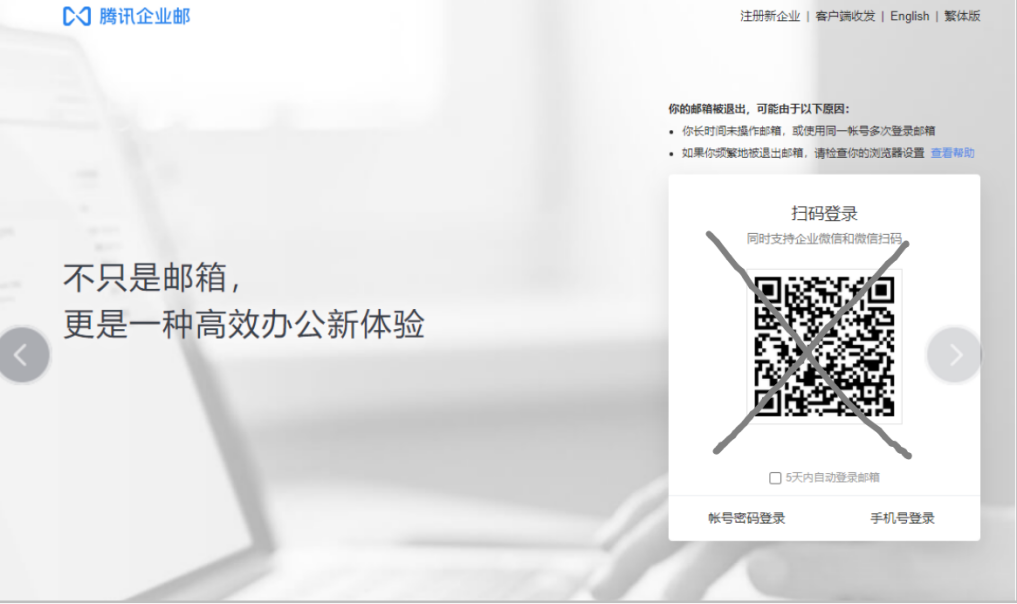 腾讯企业邮
注册新企业 | 客户端收发 | English | 繁体版
你的邮箱被退出，可能由于以下原因：
• 你长时间未操作邮箱，或使用同一帐号多次登录邮箱
• 如果你频繁地被退出邮箱，请检查你的浏览器设置 查看帮助
扫码登录
同时支持企业微信和微信扫码
不只是邮箱，
更是一种高效办公新体验
5天内自动登录邮箱
帐号密码登录
手机号登录